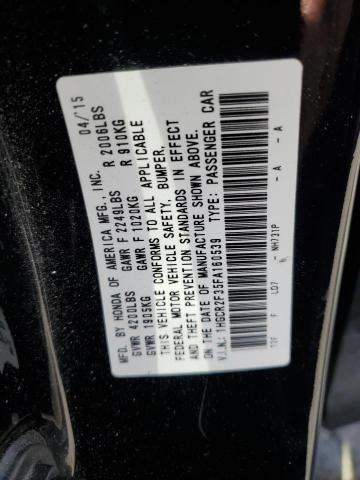 MFD. BY HONDA OF AMERICA MFG., INC. 04/15
GVWR 4200LBS GAWR F 2249LBS R 2006LBS
GVWR 1905KG GAWR F 1020KG R 910KG
THIS VEHICLE CONFORMS TO ALL APPLICABLE
FEDERAL MOTOR VEHICLE SAFETY, BUMPER,
AND THEFT PREVENTION STANDARDS IN EFFECT
ON THE DATE OF MANUFACTURE SHOWN ABOVE.
V.I.N.: 1HGCR2F35FA160539 TYPE: PASSENGER CAR
T2F F L07 NH731P A - A